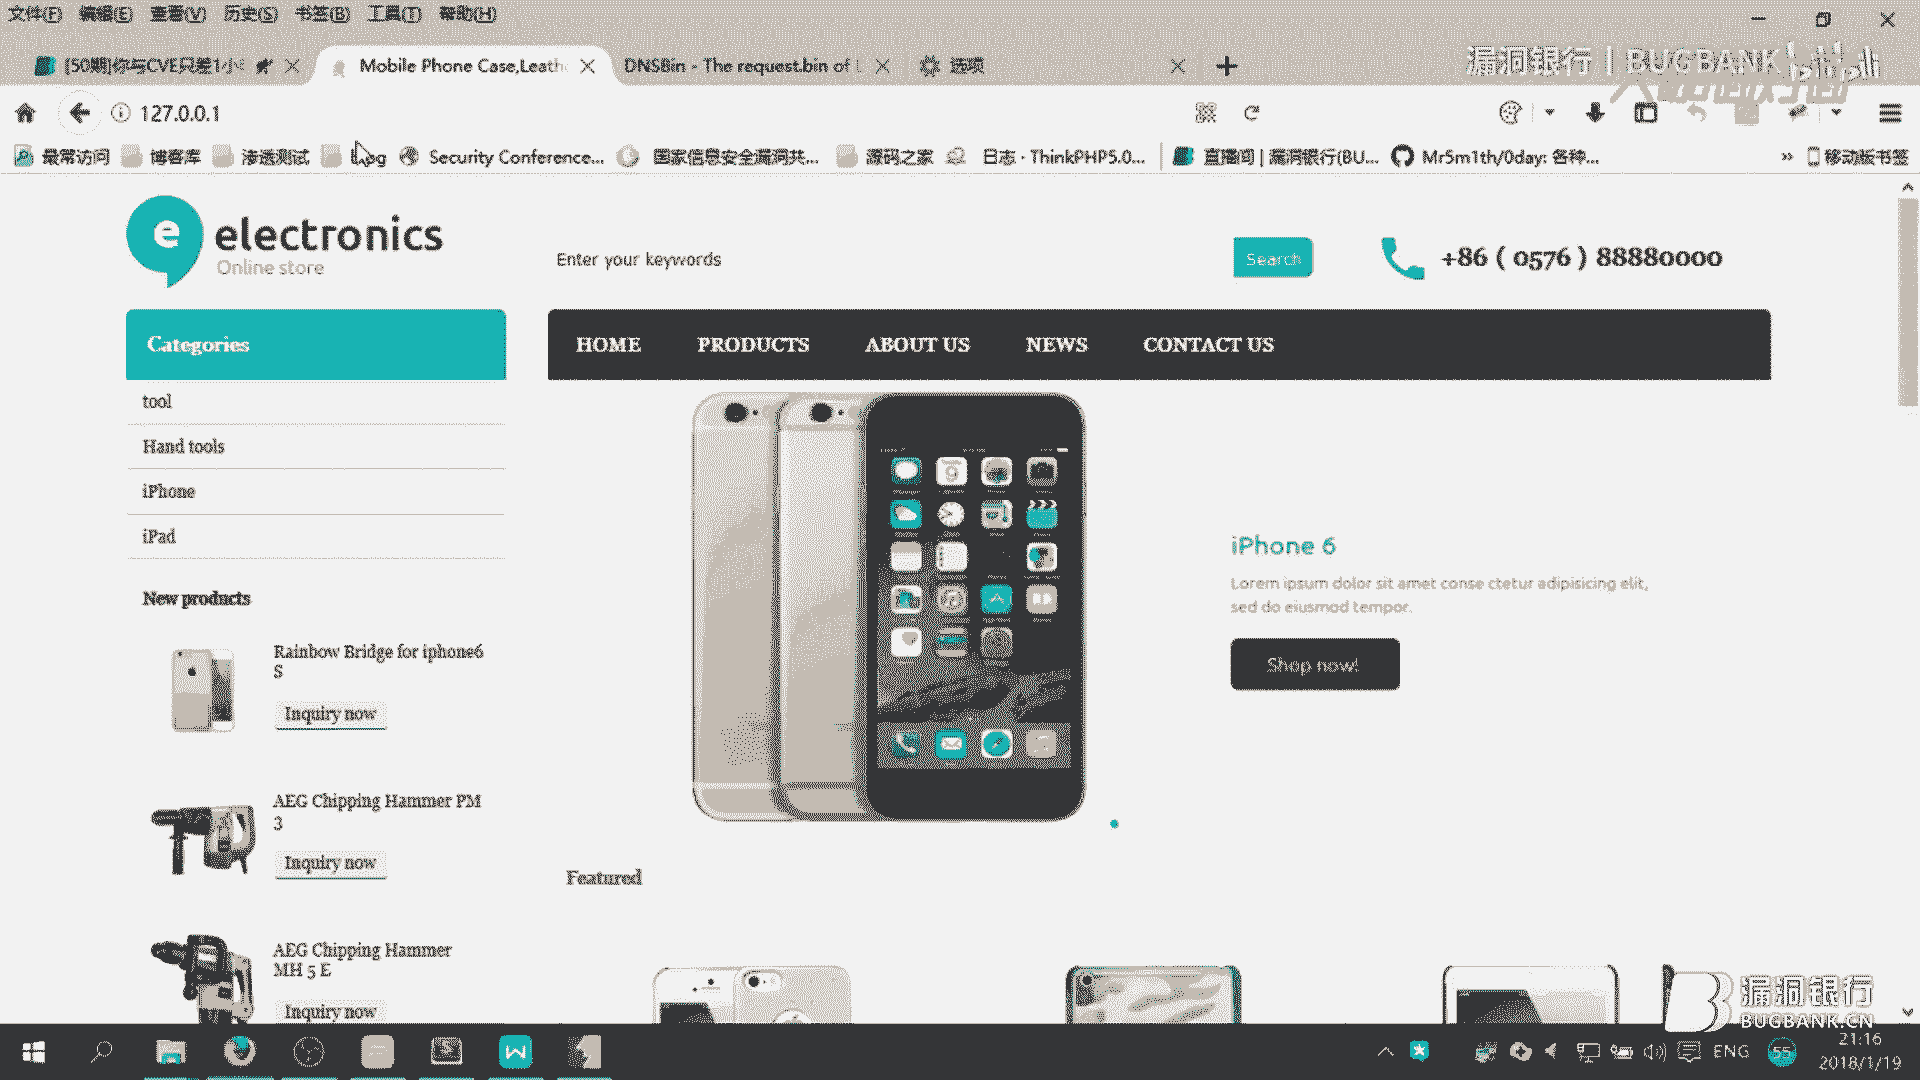 文件(F) 编辑(E) 查看(V) 历史(S) 书签(B) 工具(T) 帮助(H)
[50期]你与CVE只差1小
Mobile Phone Case,Leath
DNSBin - The request.bin of
选项
漏洞银行 | BUGBANK
127.0.0.1
最常访问 博客库 渗透测试 Security Conference... 国家信息安全漏洞共... 源码之家 日志 · ThinkPHP5.0... 直播间 | 漏洞银行(BU... Mr5m1th/0day: 各种... » 移动版书签
e electronics
Online store
Enter your keywords
Search
+86 ( 0576 ) 88880000
Categories
HOME PRODUCTS ABOUT US NEWS CONTACT US
tool
Hand tools
iPhone
iPad
New products
Rainbow Bridge for iphone6
S
Inquiry now
AEG Chipping Hammer PM
3
Inquiry now
AEG Chipping Hammer
MH 5 E
Inquiry now
iPhone 6
Lorem ipsum dolor sit amet conse ctetur adipisicing elit,
sed do eiusmod tempor.
Shop now!
Featured
漏洞银行
BUGBANK.CN
ENG
55
21:16
2018/1/19